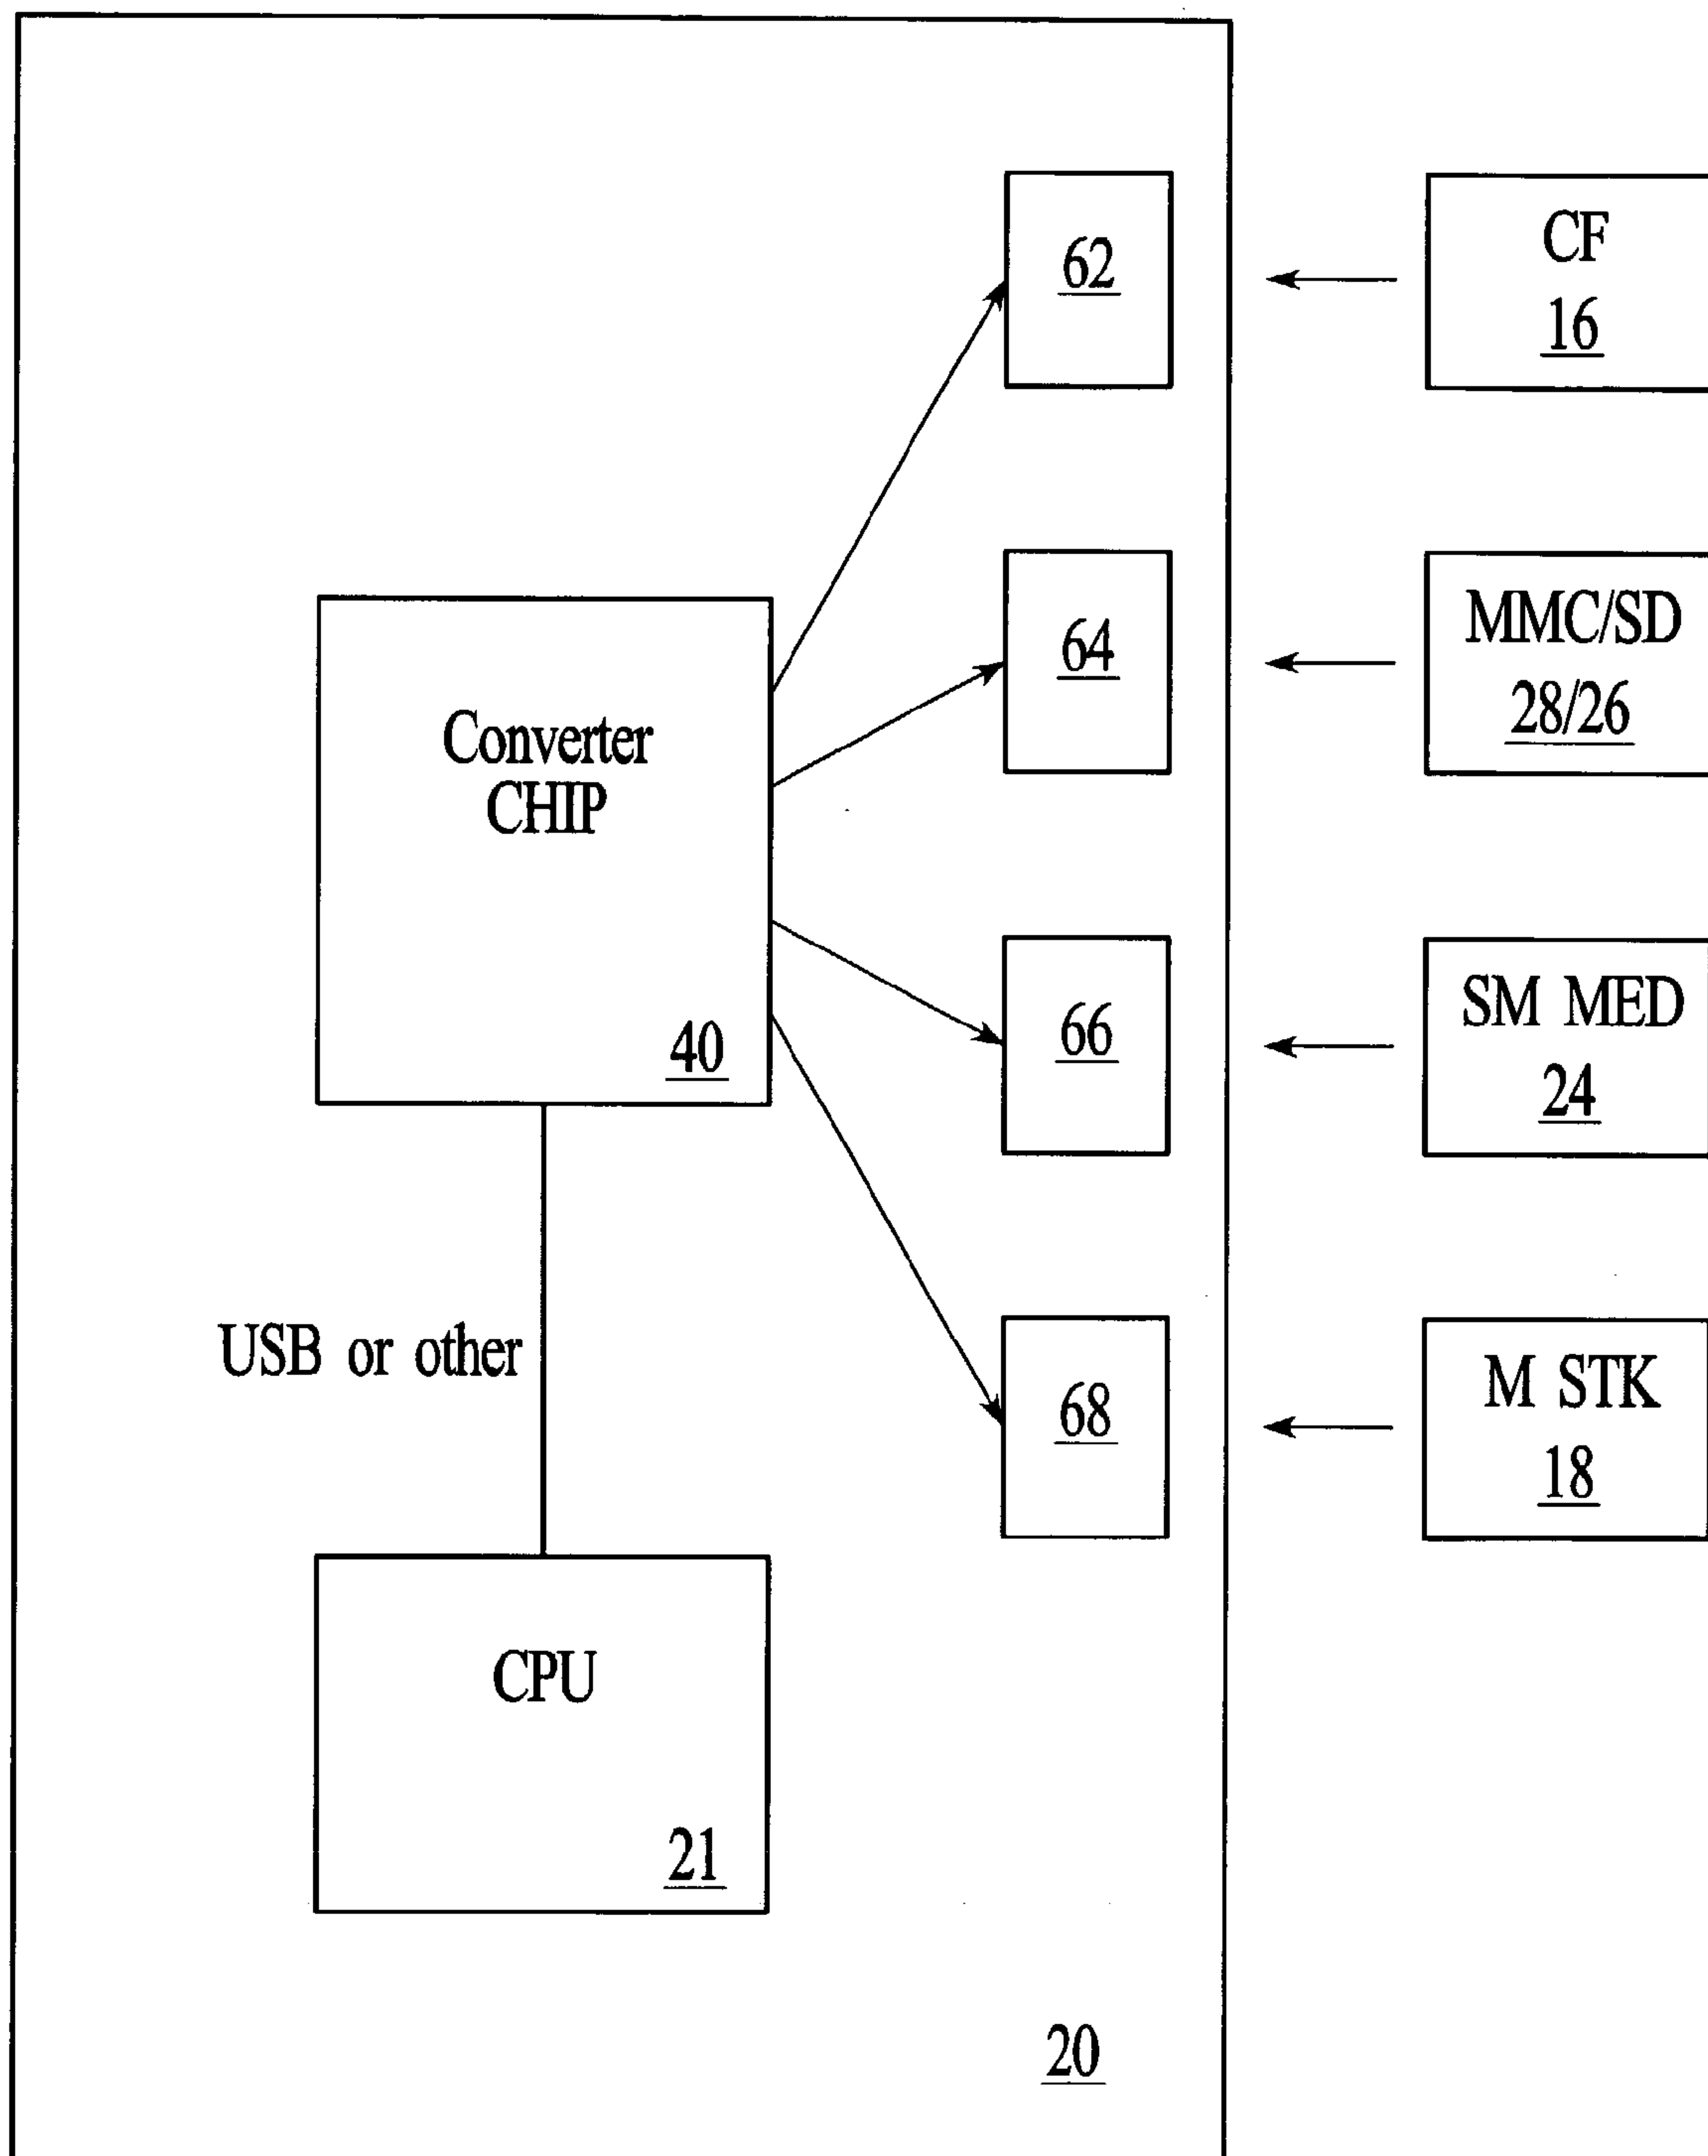 62
CF
16
64
MMC/SD
28/26
Converter
CHIP
40
66
SM MED
24
USB or other
68
M STK
18
CPU
21
20